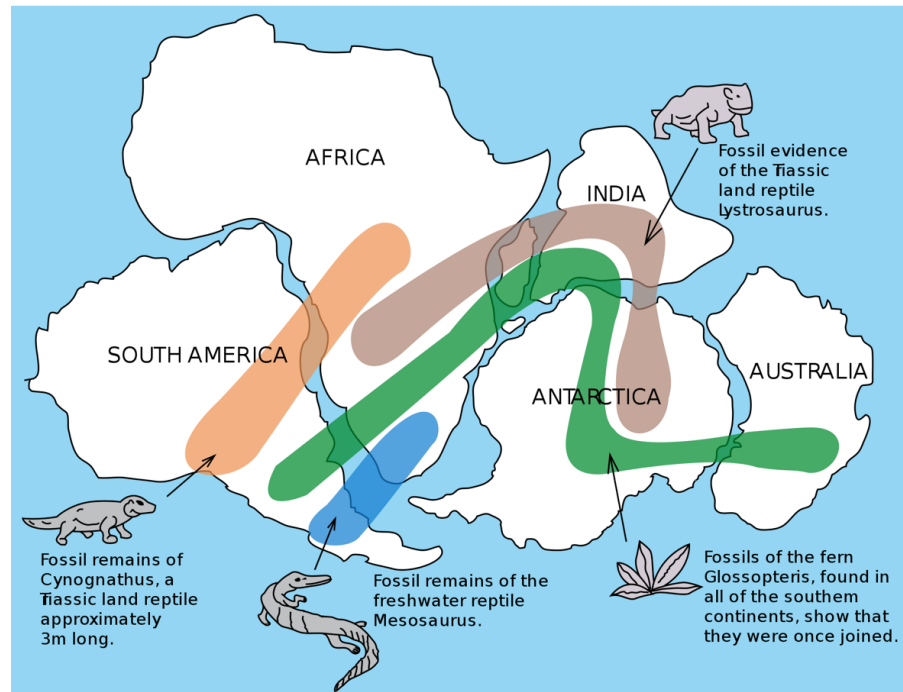 AFRICA
INDIA
Fossil evidence
of the Tiassic
land reptile
Lystrosaurus.
SOUTH AMERICA
ANTARCTICA
AUSTRALIA
Fossil remains of
Cynognathus, a
Tiassic land reptile
approximately
3m long.
Fossil remains of the
freshwater reptile
Mesosaurus.
Fossils of the fern
Glossopteris, found in
all of the southem
continents, show that
they were once joined.